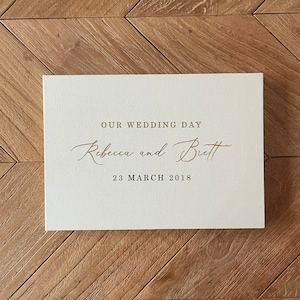 OUR WEDDING DAY
Rebecca and Brett
23 MARCH 2018